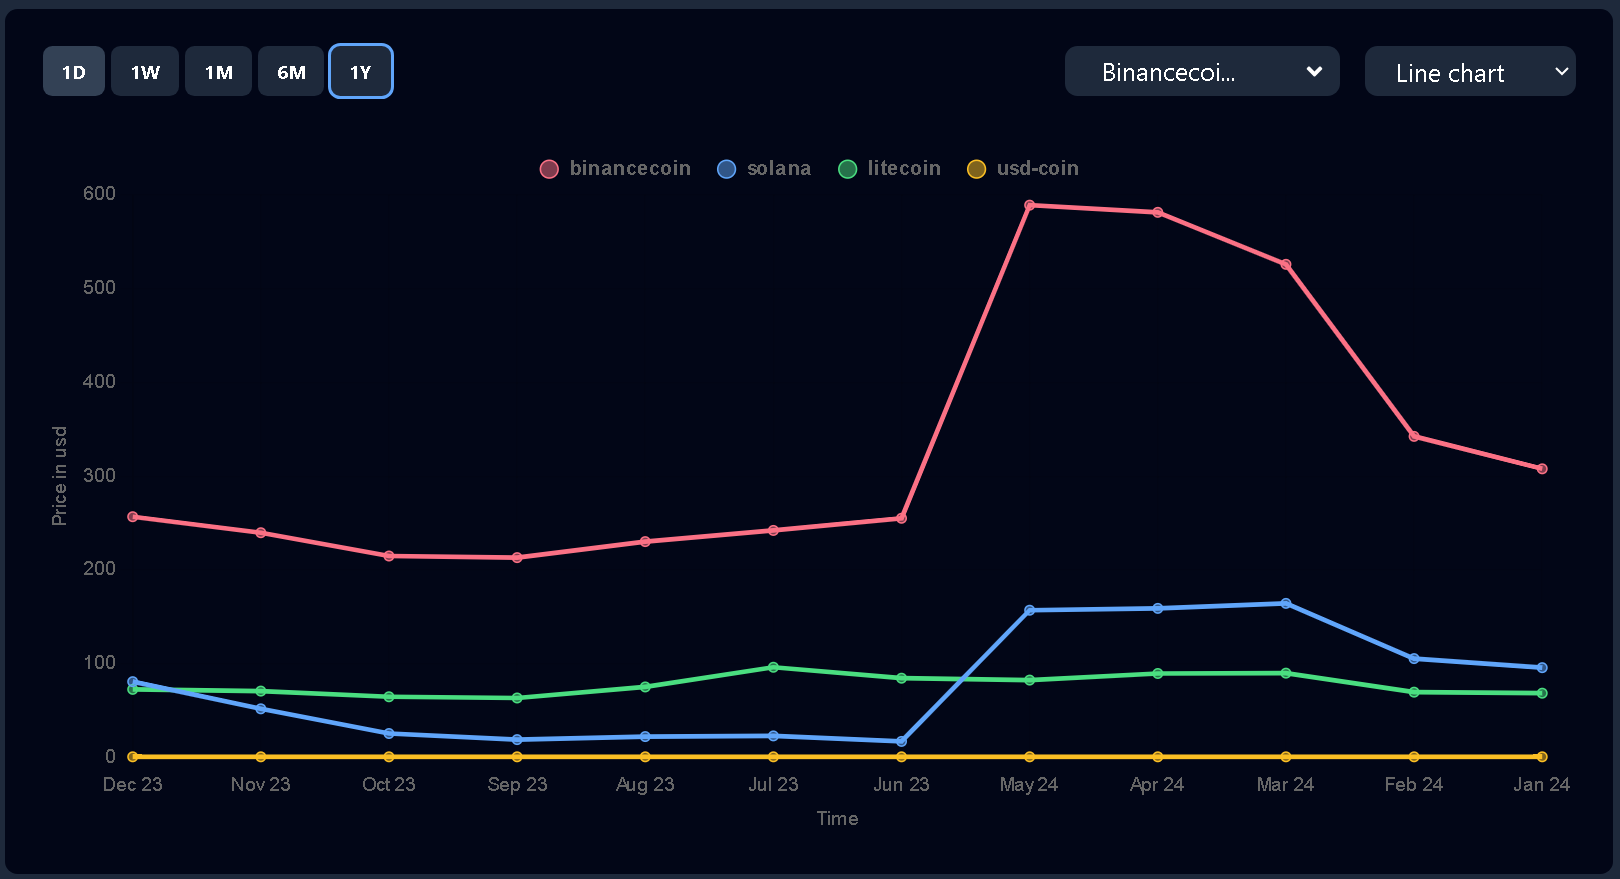 1D 1W 1M 6M 1Y Binancecoi... Line chart
binancecoin solana litecoin usd-coin
600
500
400
300
200
100
0
Price in usd
Dec 23 Nov 23 Oct 23 Sep 23 Aug 23 Jul 23 Jun 23 May 24 Apr 24 Mar 24 Feb 24 Jan 24
Time